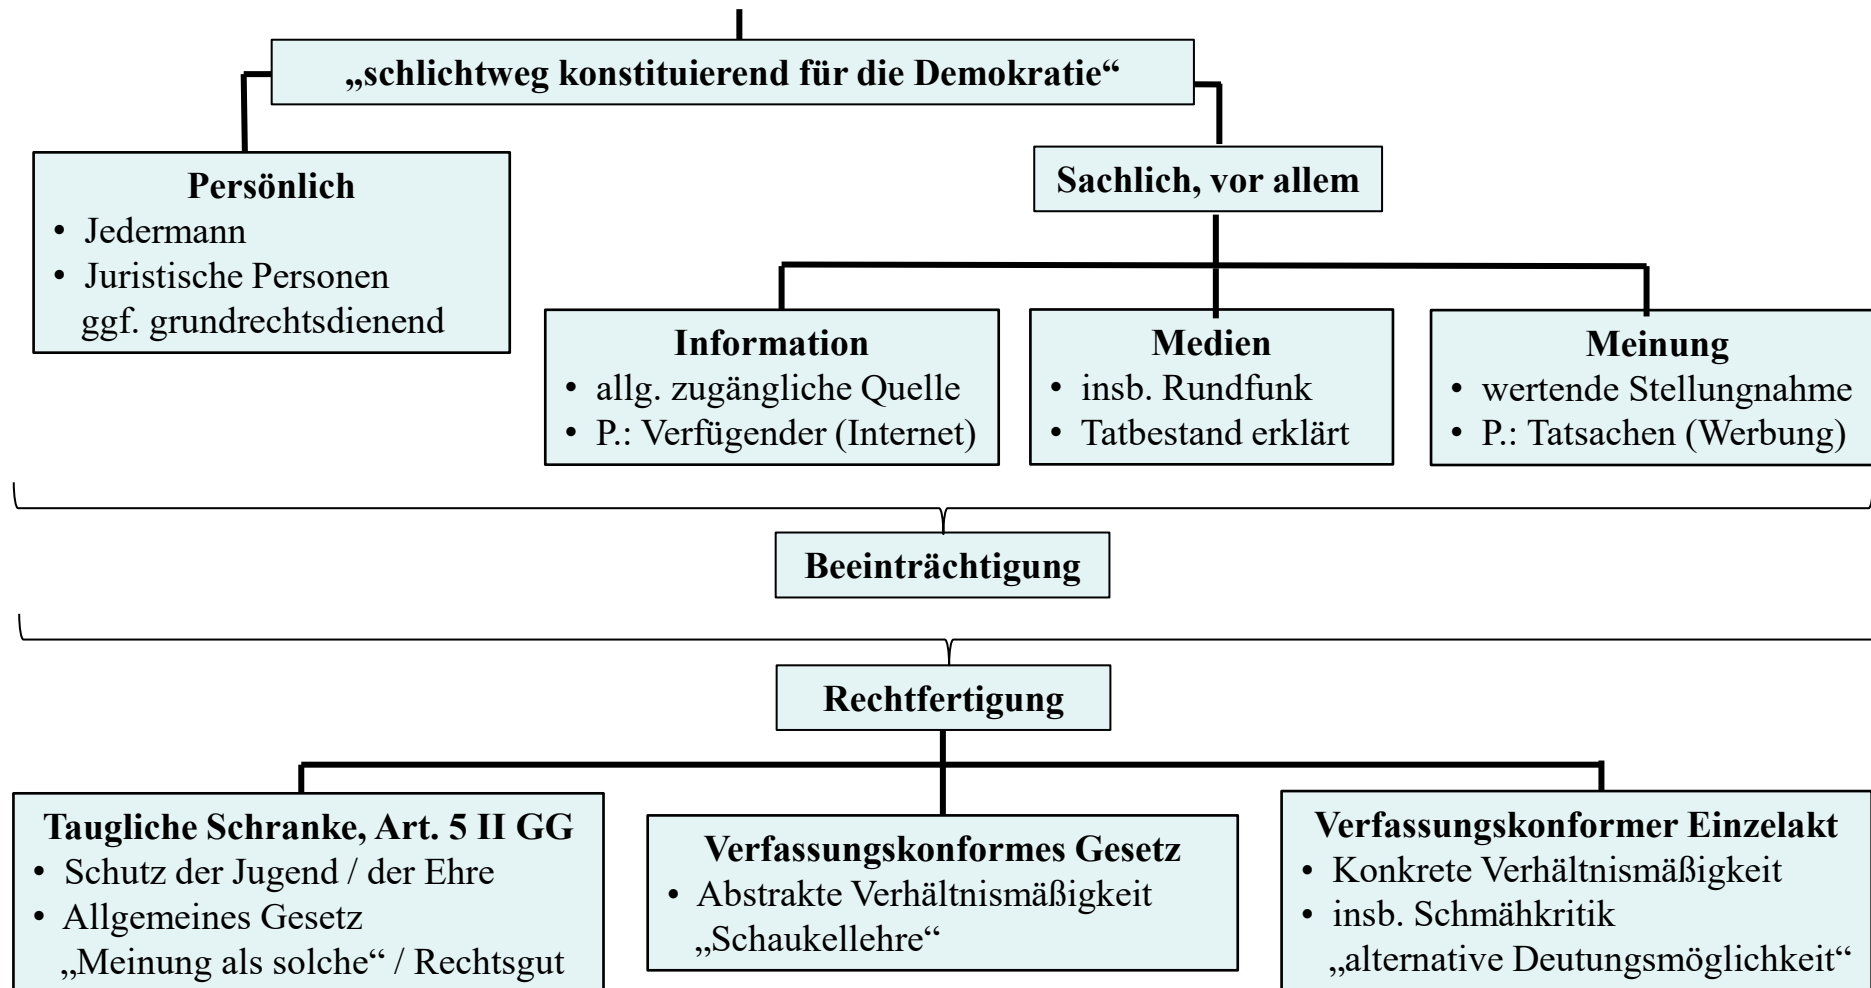 „schlichtweg konstituierend für die Demokratie“
Persönlich
• Jedermann
• Juristische Personen
ggf. grundrechtsdienend
Sachlich, vor allem
Information
• allg. zugängliche Quelle
• P.: Verfügender (Internet)
Medien
• insb. Rundfunk
• Tatbestand erklärt
Meinung
• wertende Stellungnahme
• P.: Tatsachen (Werbung)
Beeinträchtigung
Rechtfertigung
Taugliche Schranke, Art. 5 II GG
• Schutz der Jugend / der Ehre
• Allgemeines Gesetz
„Meinung als solche“ / Rechtsgut
Verfassungskonformes Gesetz
• Abstrakte Verhältnismäßigkeit
„Schaukellehre“
Verfassungskonformer Einzelakt
• Konkrete Verhältnismäßigkeit
• insb. Schmähkritik
„alternative Deutungsmöglichkeit“